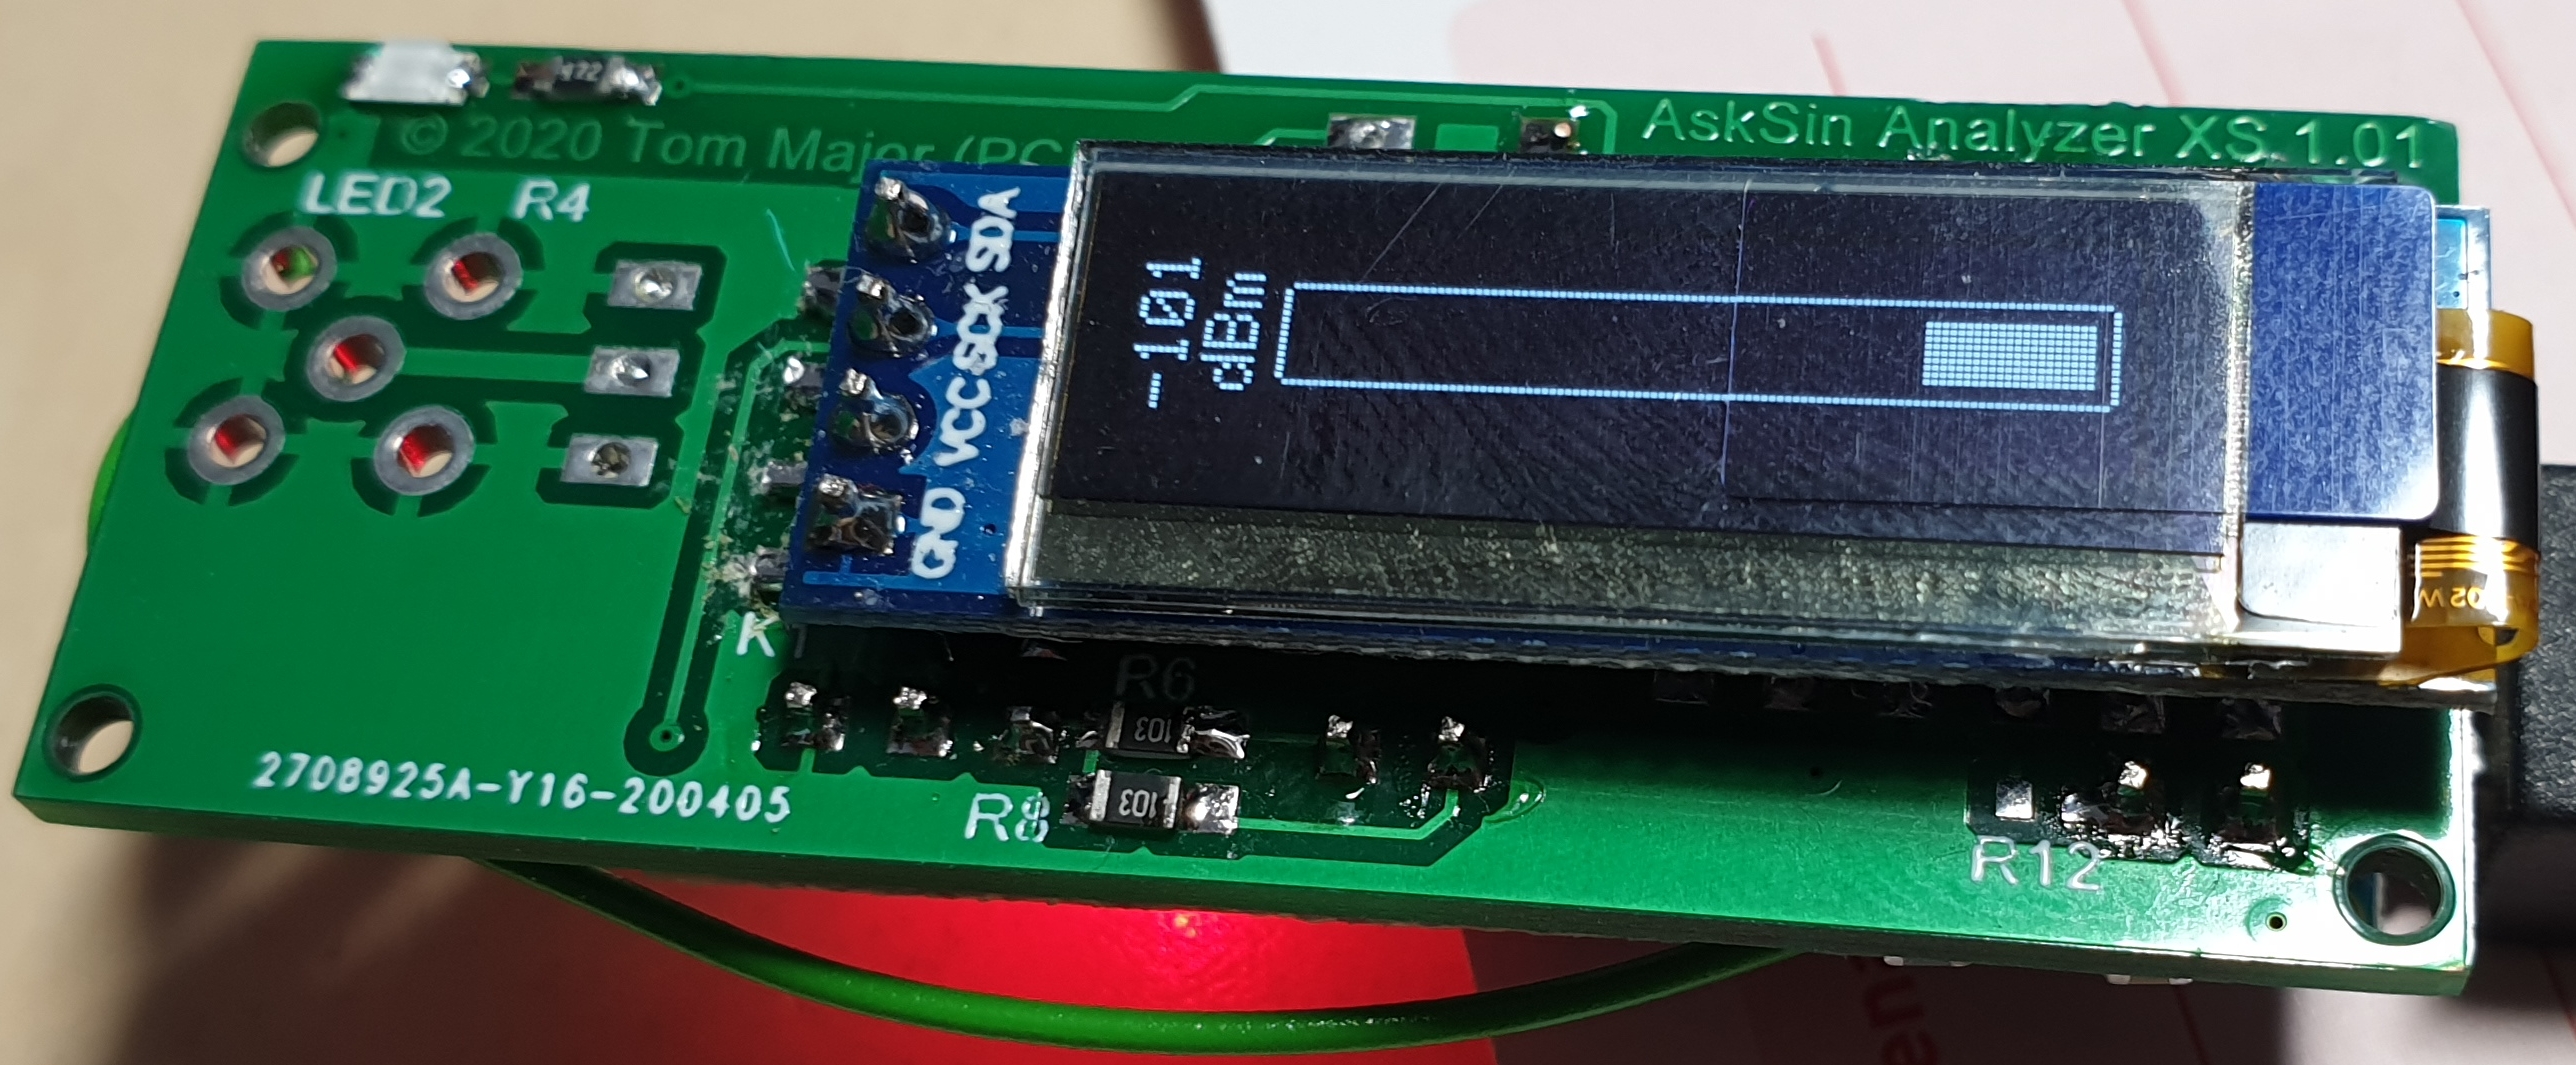 472
© 2020 Tom Major (PC
AskSin Analyzer XS 1.01
LED2 R4
SDA
SCK
VCC
GND
-101
dBm
K1
R6
103
R8
103
R12
2708925A-Y16-200405